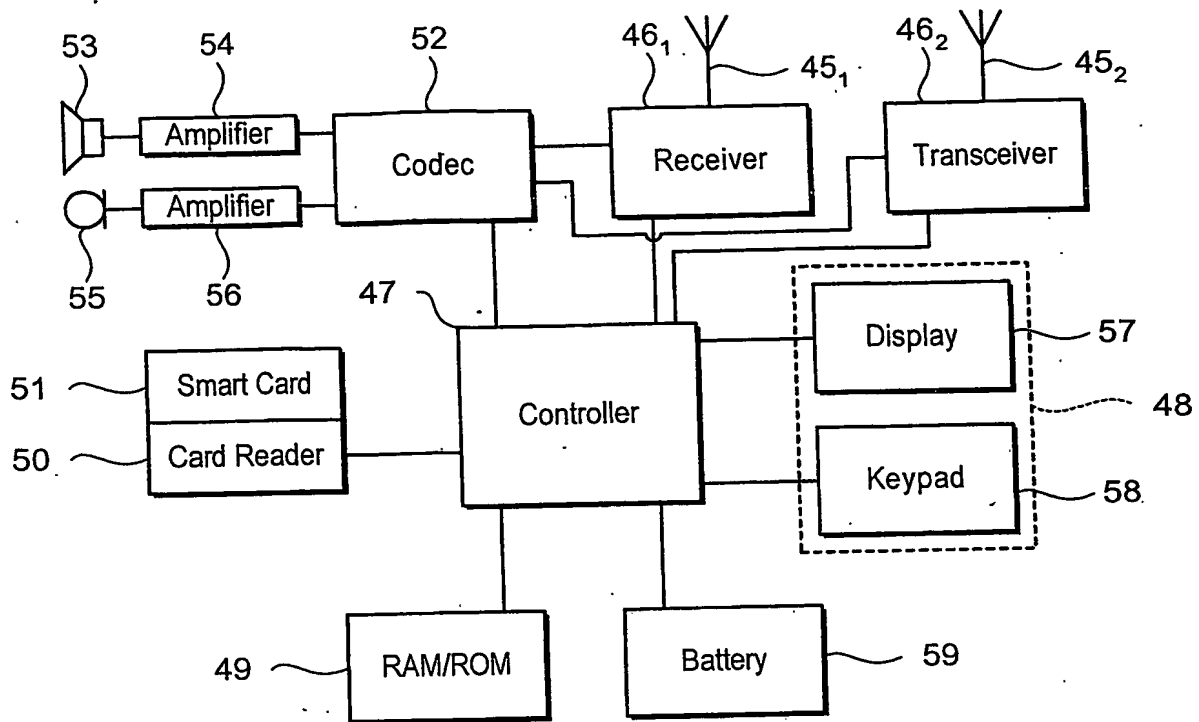 53
54
52
46₁
45₁
46₂
45₂
Amplifier
Codec
Receiver
Transceiver
Amplifier
55
56
47
Display
57
51
Smart Card
Controller
48
50
Card Reader
Keypad
58
49
RAM/ROM
Battery
59